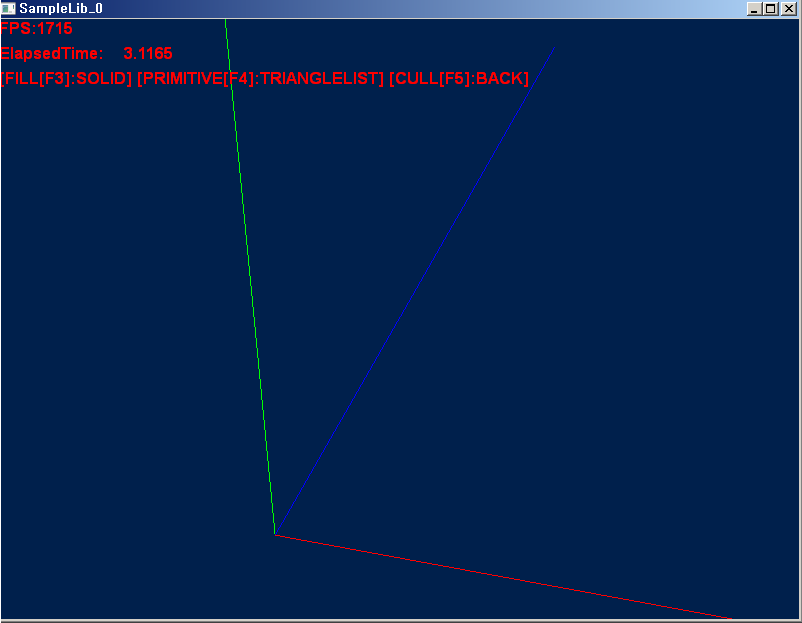 SampleLib_0
FPS:1715
ElapsedTime: 3.1165
[FILL[F3]:SOLID] [PRIMITIVE[F4]:TRIANGLELIST] [CULL[F5]:BACK]